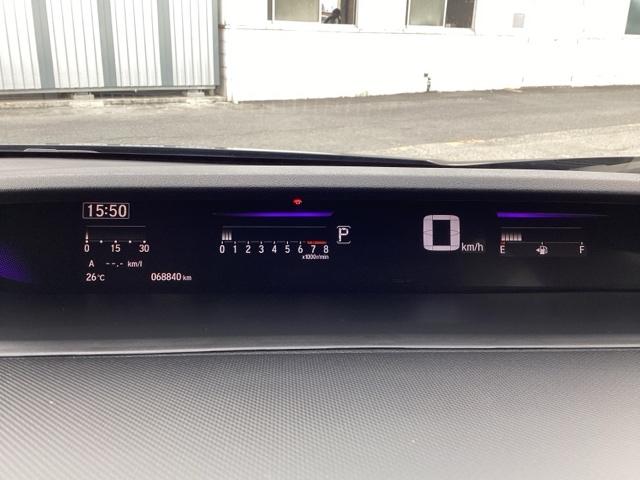 15:50
0 15 30
A --.- km/l
26℃ 068840 km
0 1 2 3 4 5 6 7 8
x1000r/min
P
0 km/h
E F